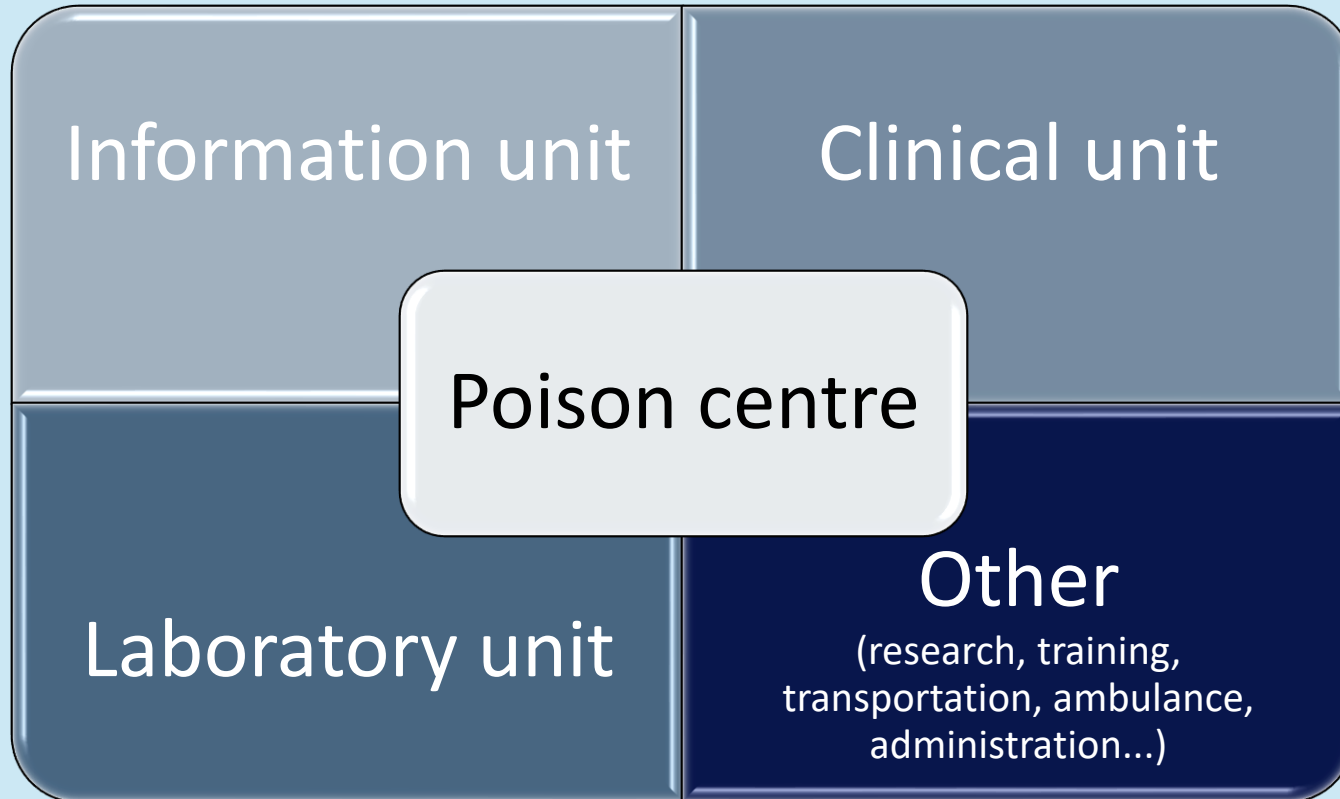 Information unit
Clinical unit
Poison centre
Laboratory unit
Other
(research, training,
transportation, ambulance,
administration...)